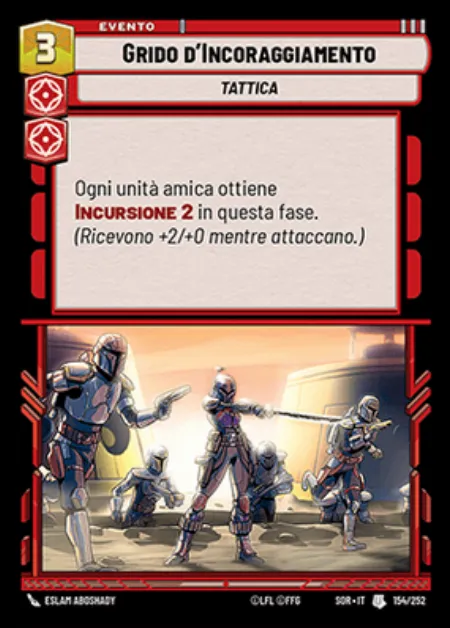 EVENTO
3
GRIDO D'INCORAGGIAMENTO
TATTICA
Ogni unità amica ottiene
INCURSIONE 2 in questa fase.
(Ricevono +2/+0 mentre attaccano.)
ESLAM ABOSHADY
©LFL ©FFG
SOR • IT
154/252